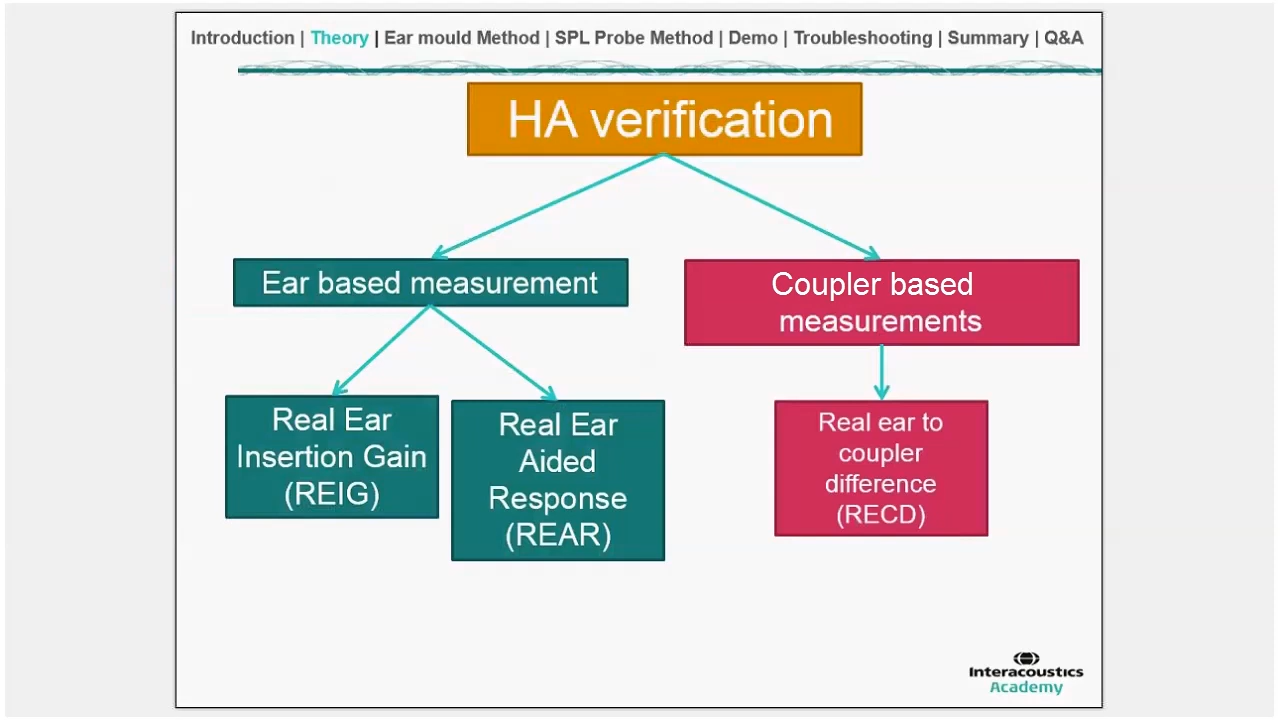 Introduction | Theory | Ear mould Method | SPL Probe Method | Demo | Troubleshooting | Summary | Q&A
HA verification
Ear based measurement
Coupler based
measurements
Real Ear
Insertion Gain
(REIG)
Real Ear
Aided
Response
(REAR)
Real ear to
coupler
difference
(RECD)
Interacoustics
Academy